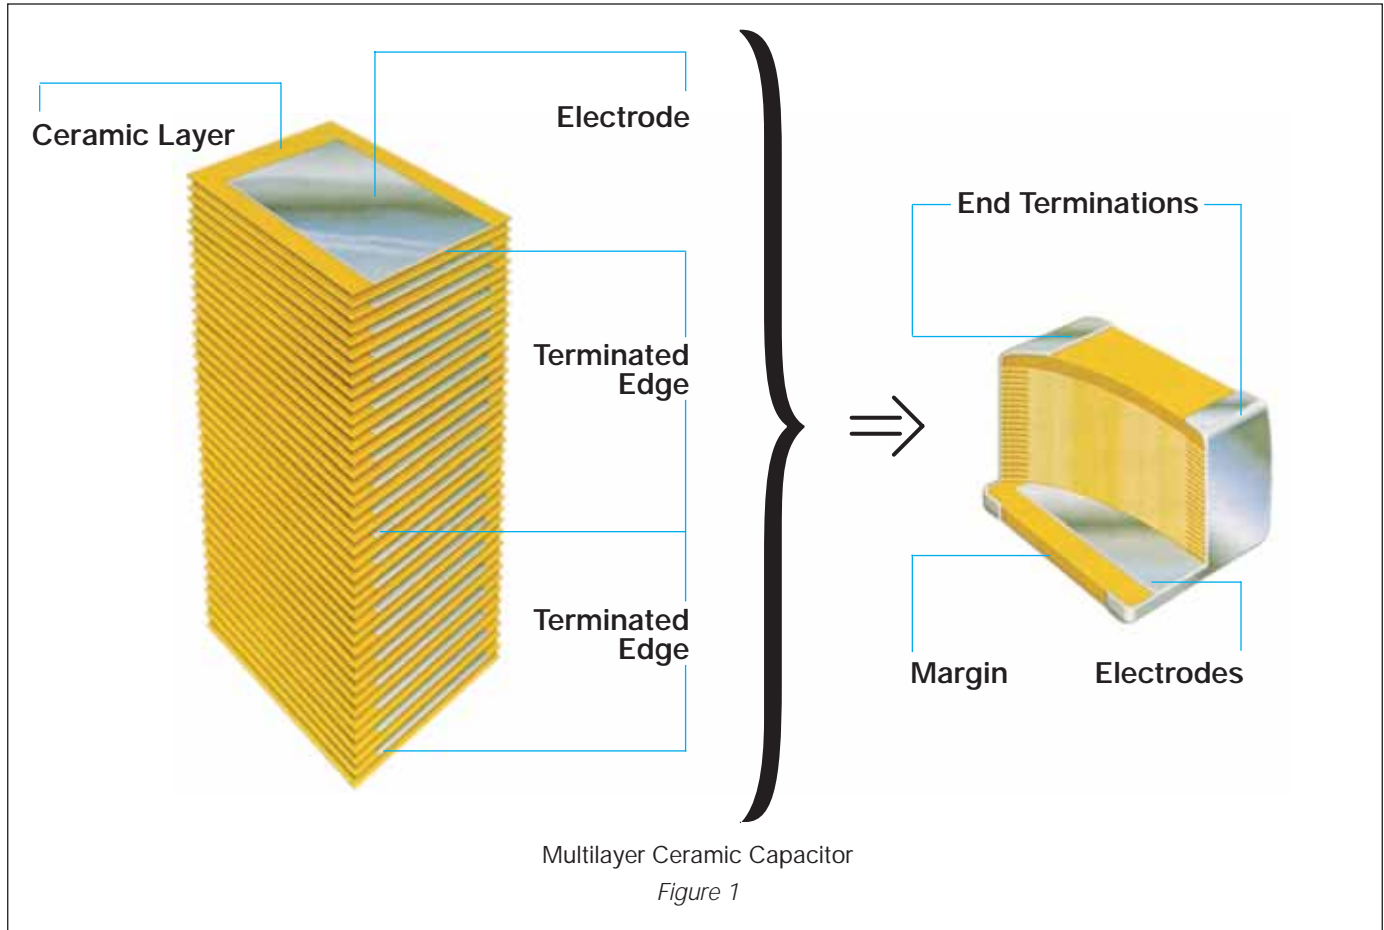 Ceramic Layer
Electrode
Terminated
Edge
Terminated
Edge
End Terminations
Margin
Electrodes
Multilayer Ceramic Capacitor
Figure 1